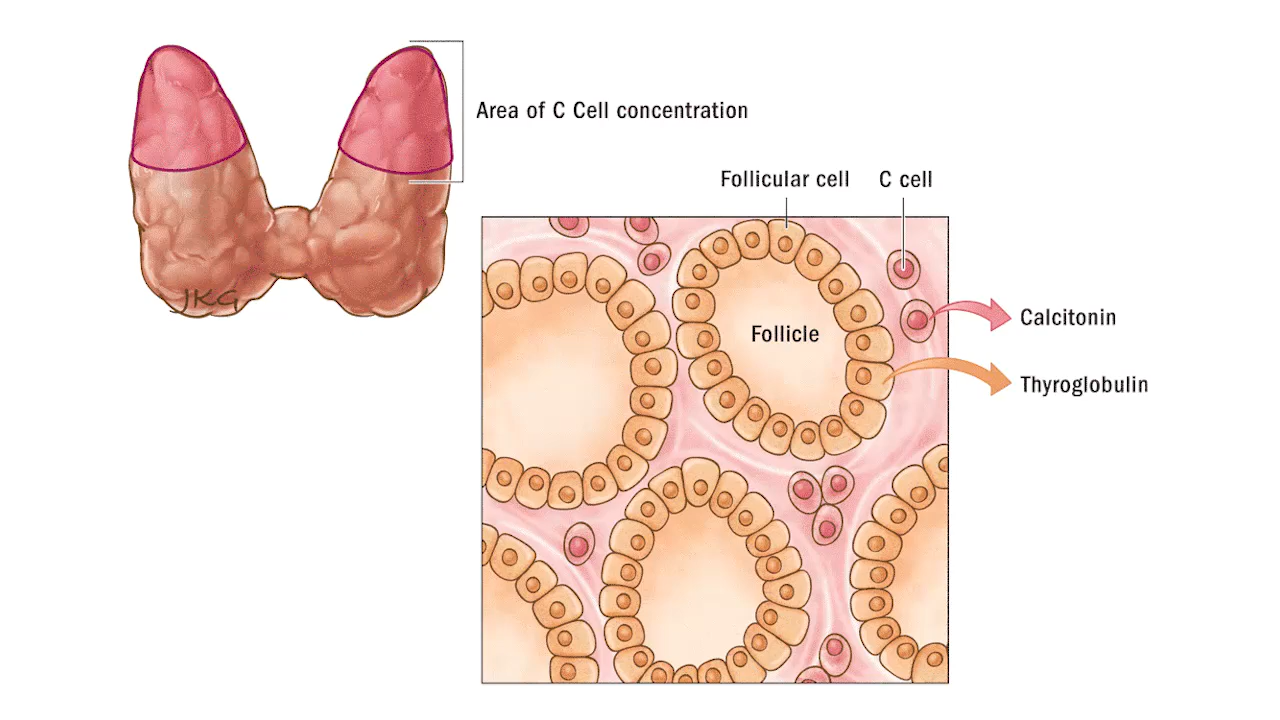 Area of C Cell concentration
Follicular cell
C cell
Follicle
Calcitonin
Thyroglobulin
JKG